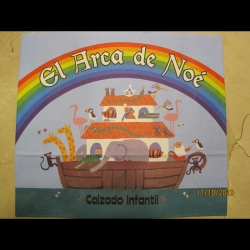 El Arca de Noé
Calzado Infantil